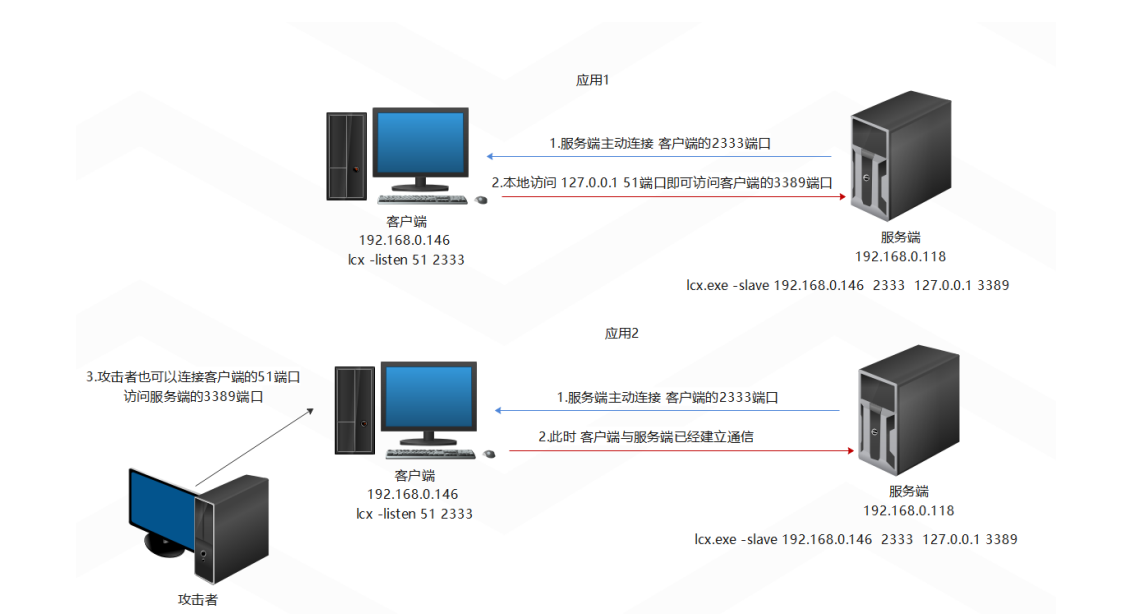 应用1
1.服务端主动连接 客户端的2333端口
2.本地访问 127.0.0.1 51端口即可访问客户端的3389端口
客户端
192.168.0.146
lcx -listen 51 2333
服务端
192.168.0.118
lcx.exe -slave 192.168.0.146 2333 127.0.0.1 3389
应用2
3.攻击者也可以连接客户端的51端口
访问服务端的3389端口
1.服务端主动连接 客户端的2333端口
2.此时 客户端与服务端已经建立通信
客户端
192.168.0.146
lcx -listen 51 2333
服务端
192.168.0.118
lcx.exe -slave 192.168.0.146 2333 127.0.0.1 3389
攻击者